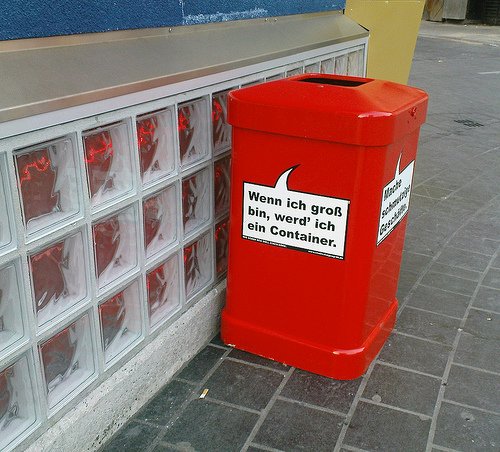 Wenn ich groß
bin, werd' ich
ein Container.
Mache
schmutzige
Geschäfte.